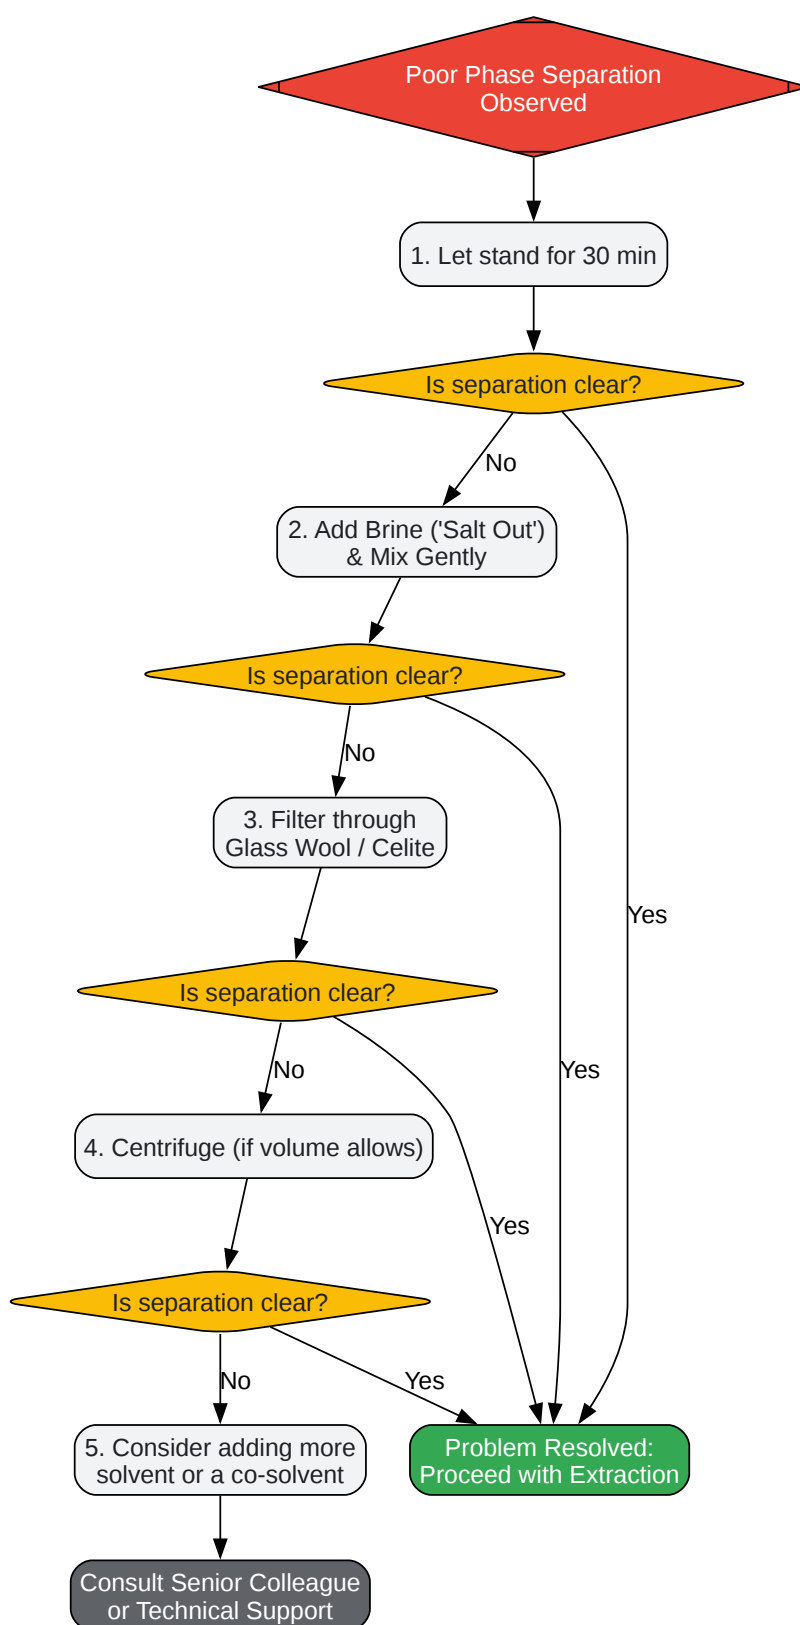 Poor Phase Separation
Observed
1. Let stand for 30 min
Is separation clear?
No
2. Add Brine ('Salt Out')
& Mix Gently
Is separation clear?
No
3. Filter through
Glass Wool / Celite
Yes
Is separation clear?
No
Yes
4. Centrifuge (if volume allows)
Yes
Is separation clear?
No
Yes
5. Consider adding more
solvent or a co-solvent
Problem Resolved:
Proceed with Extraction
Consult Senior Colleague
or Technical Support